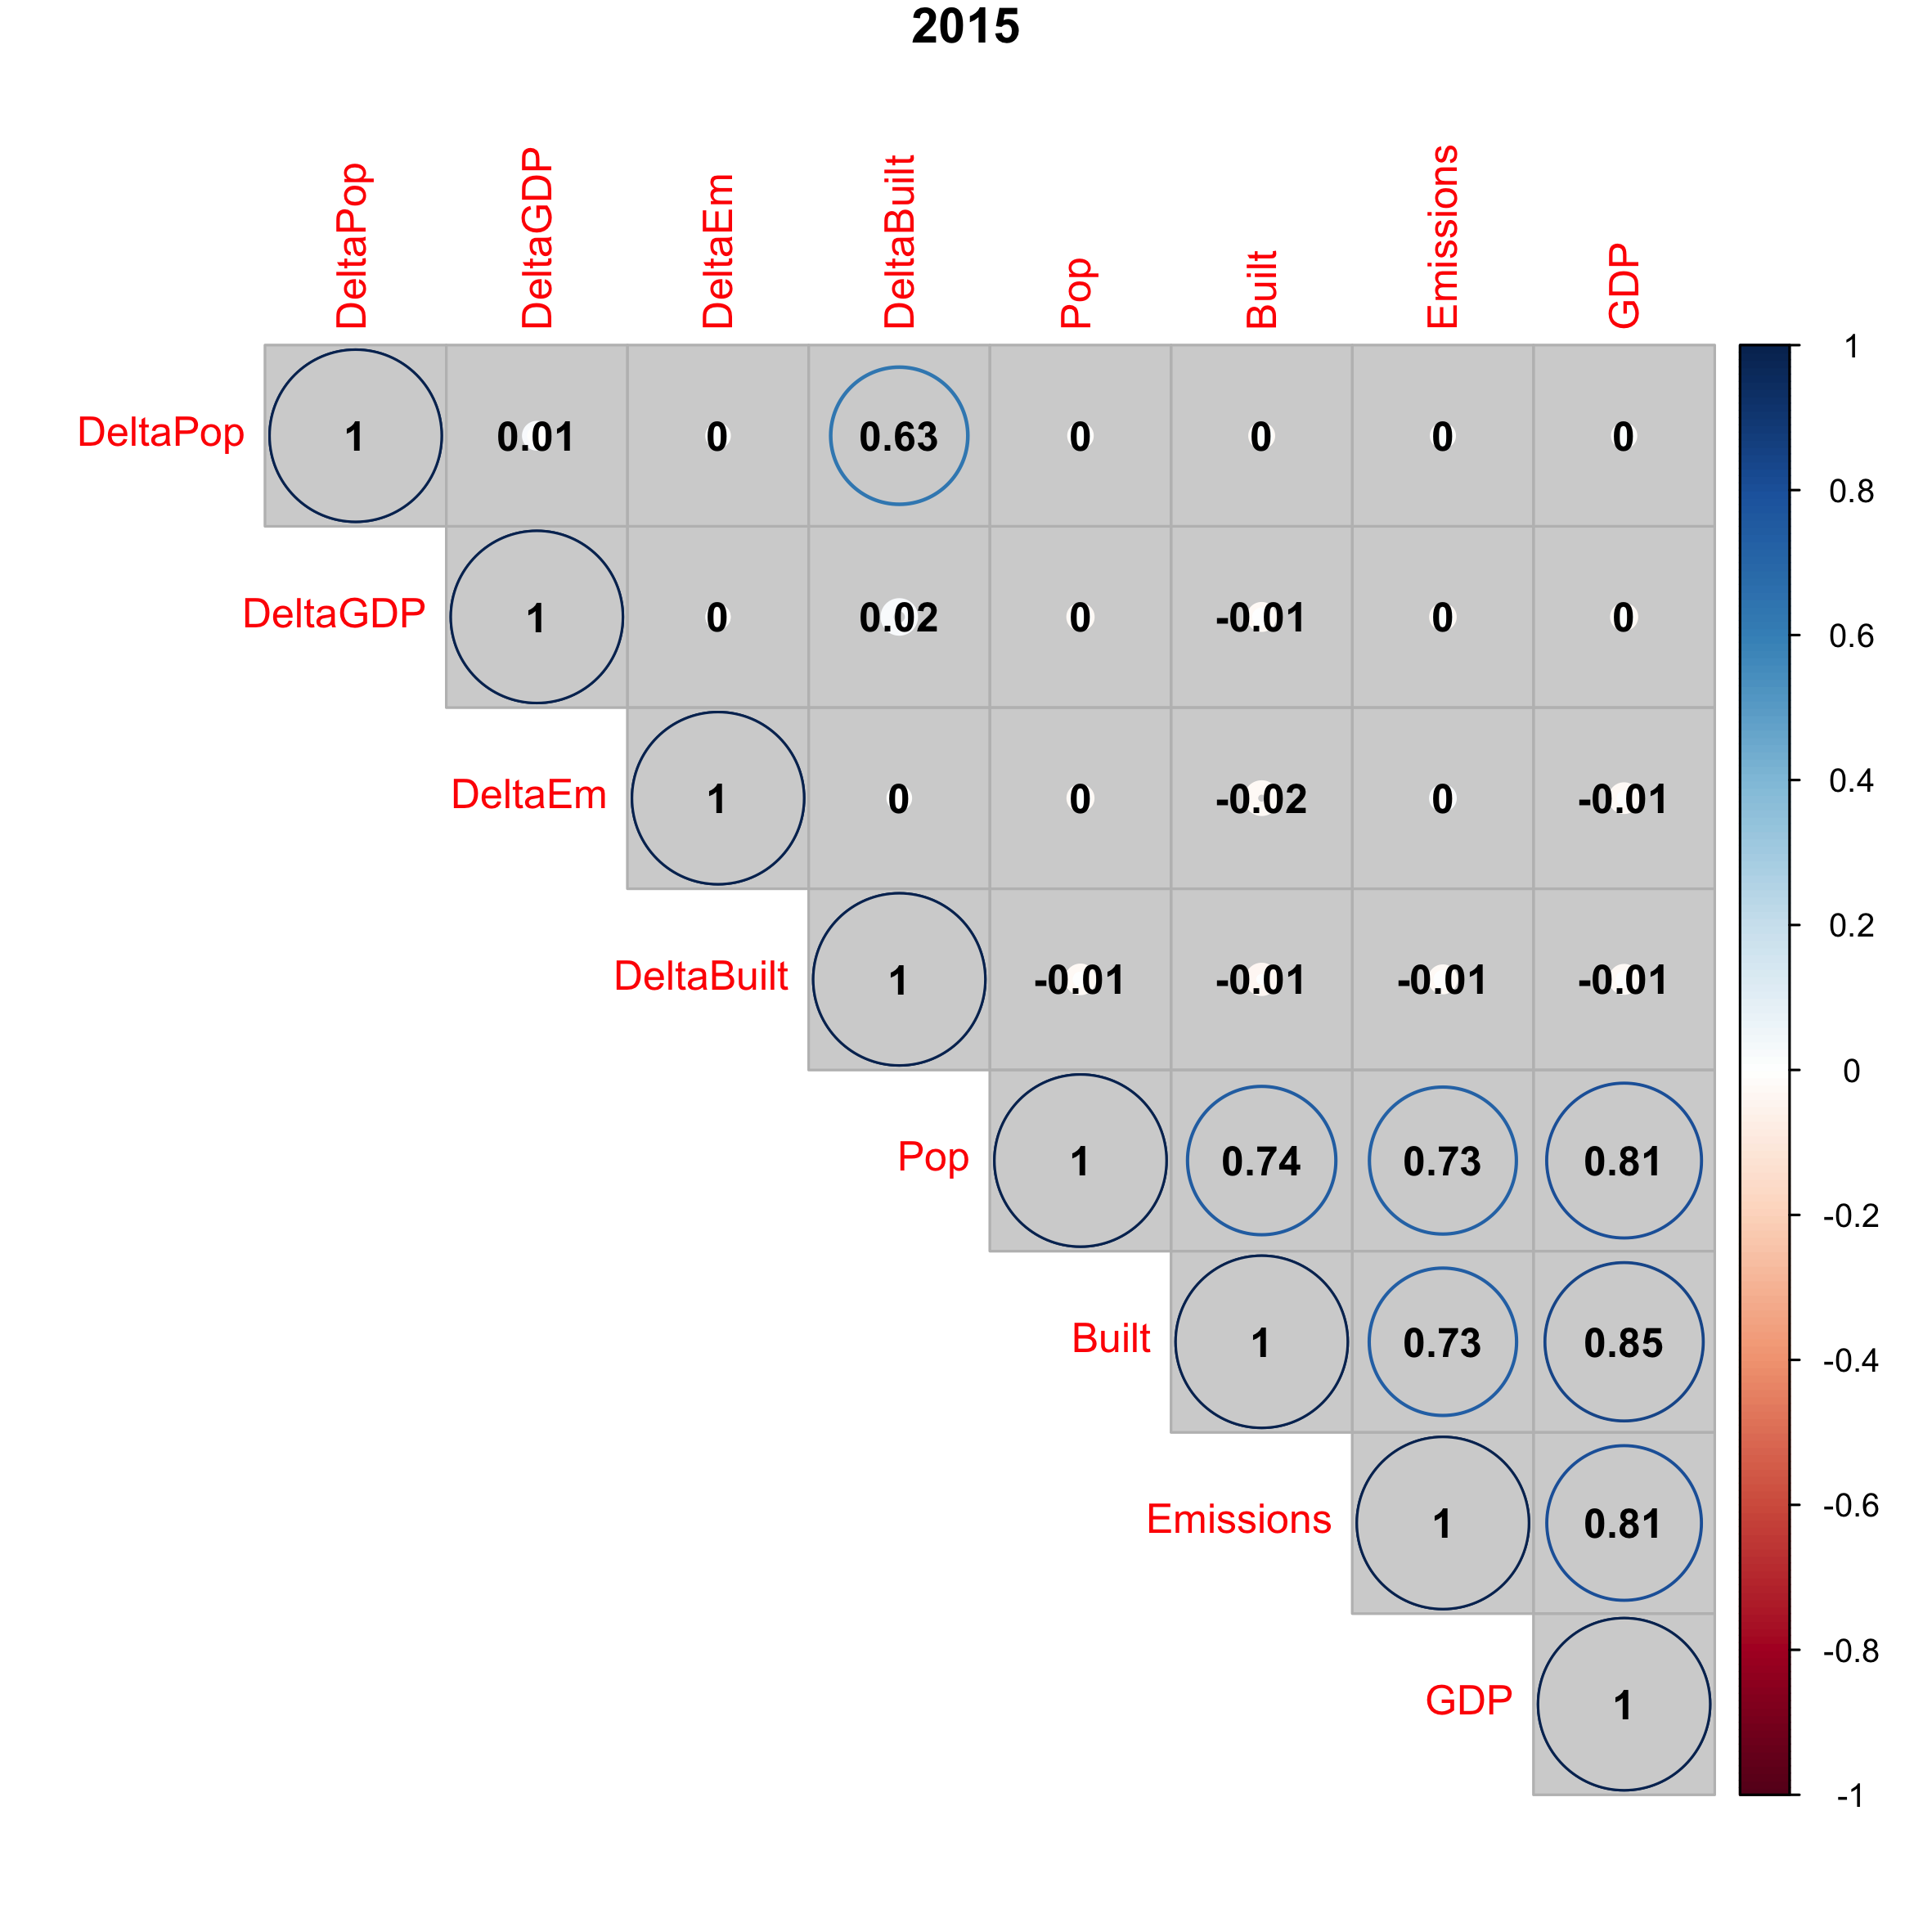 2015
DeltaPop DeltaGDP DeltaEm DeltaBuilt Pop Built Emissions GDP
DeltaPop 1 0.01 0 0.63 0 0 0 0
DeltaGDP 1 0 0.02 0 -0.01 0 0
DeltaEm 1 0 0 -0.02 0 -0.01
DeltaBuilt 1 -0.01 -0.01 -0.01 -0.01
Pop 1 0.74 0.73 0.81
Built 1 0.73 0.85
Emissions 1 0.81
GDP 1
1
0.8
0.6
0.4
0.2
0
-0.2
-0.4
-0.6
-0.8
-1